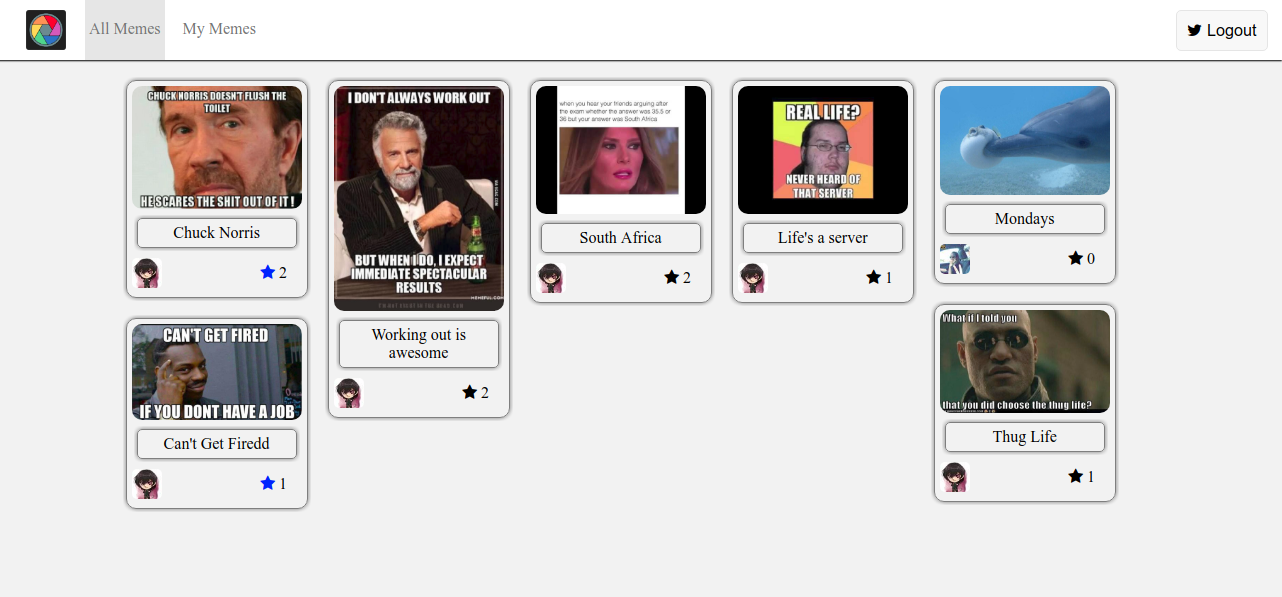 All Memes
My Memes
Logout
CHUCK NORRIS DOESN'T FLUSH THE
TOILET
HE SCARES THE SHIT OUT OF IT!
Chuck Norris
2
CAN'T GET FIRED
IF YOU DONT HAVE A JOB
Can't Get Firedd
1
I DON'T ALWAYS WORK OUT
BUT WHEN I DO, I EXPECT
IMMEDIATE SPECTACULAR
RESULTS
MEMEFUL.COM
Working out is
awesome
2
when you hear your friends arguing after
the exam whether the answer was 35.5 or
36 but your answer was South Africa
South Africa
2
REAL LIFE?
NEVER HEARD OF
THAT SERVER
Life's a server
1
Mondays
0
What if I told you
that you did choose the thug life?
Thug Life
1